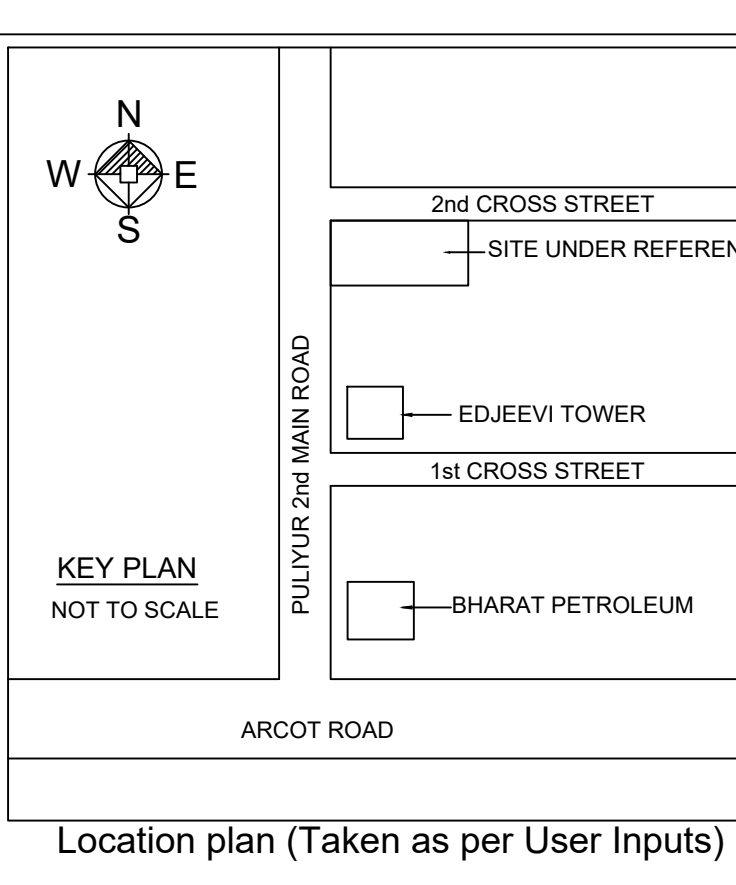 N
W E
S
2nd CROSS STREET
SITE UNDER REFEREN
PULIYUR 2nd MAIN ROAD
EDJEEVI TOWER
1st CROSS STREET
KEY PLAN
NOT TO SCALE
BHARAT PETROLEUM
ARCOT ROAD
Location plan (Taken as per User Inputs)